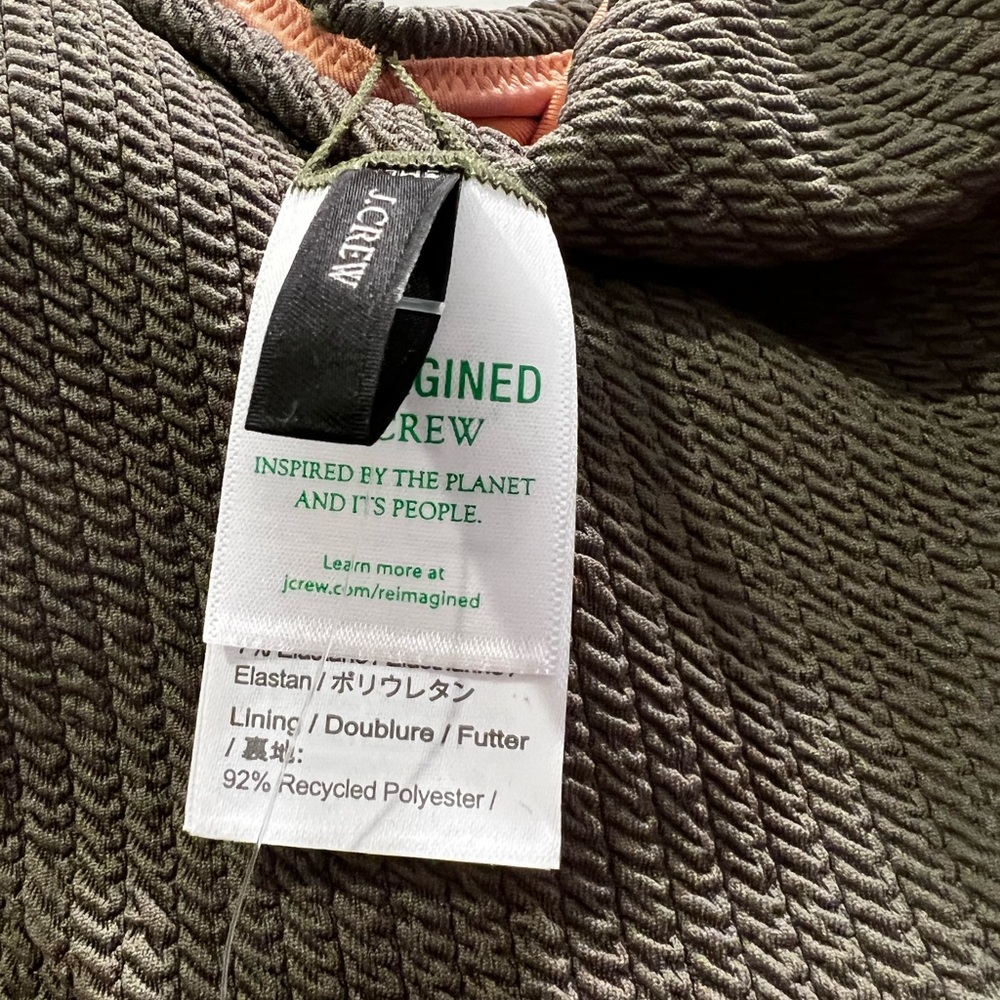 J.CREW
GINED
CREW
INSPIRED BY THE PLANET
AND IT'S PEOPLE.
Learn more at
jcrew.com/reimagined
Elastan / ポリウレタン
Lining / Doublure / Futter
/ 裏地:
92% Recycled Polyester /